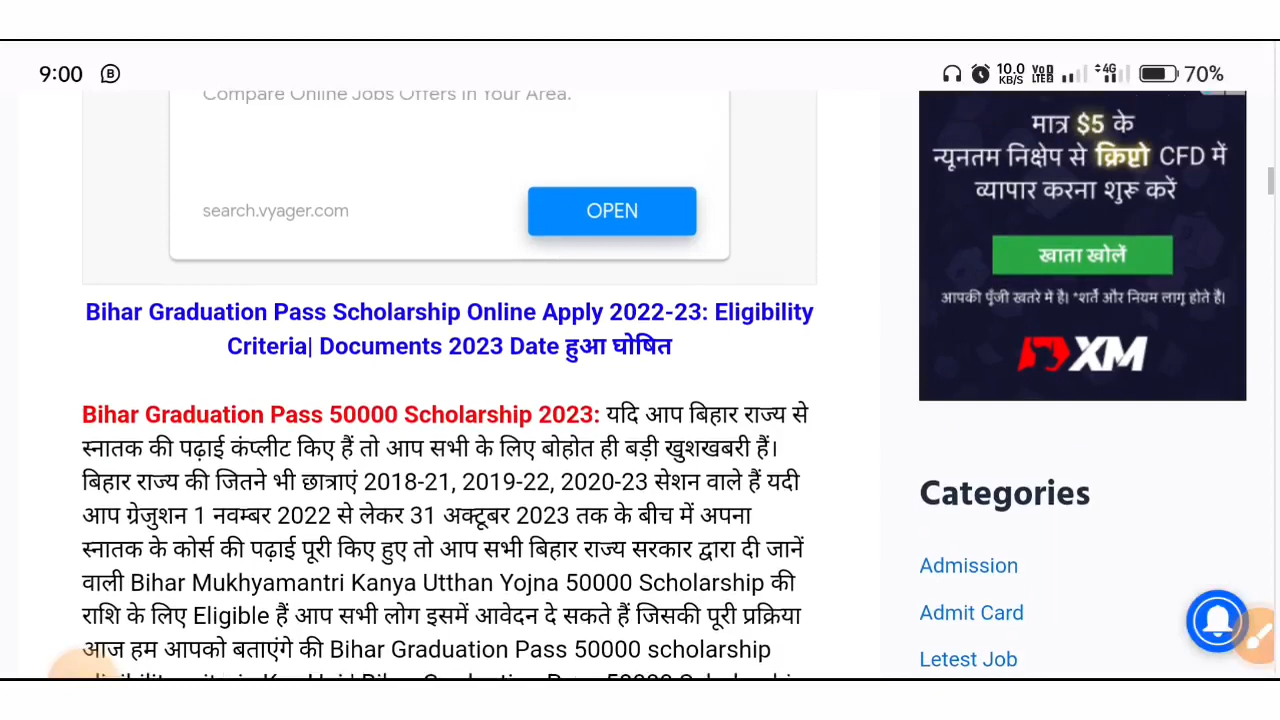 9:00
10.0 KB/S Vo LTE2 4G 70%
Compare Online Jobs Offers In Your Area.
search.vyager.com
OPEN
मात्र $5 के
न्यूनतम निक्षेप से क्रिप्टो CFD में
व्यापार करना शुरू करें
खाता खोलें
आपकी पूँजी खतरे में है। *शर्तें और नियम लागू होते हैं।
XM
Bihar Graduation Pass Scholarship Online Apply 2022-23: Eligibility
Criteria| Documents 2023 Date हुआ घोषित
Bihar Graduation Pass 50000 Scholarship 2023: यदि आप बिहार राज्य से
स्नातक की पढ़ाई कंप्लीट किए हैं तो आप सभी के लिए बोहोत ही बड़ी खुशखबरी हैं।
बिहार राज्य की जितने भी छात्राएं 2018-21, 2019-22, 2020-23 सेशन वाले हैं यदी
आप ग्रेजुशन 1 नवम्बर 2022 से लेकर 31 अक्टूबर 2023 तक के बीच में अपना
स्नातक के कोर्स की पढ़ाई पूरी किए हुए तो आप सभी बिहार राज्य सरकार द्वारा दी जानें
वाली Bihar Mukhyamantri Kanya Utthan Yojna 50000 Scholarship की
राशि के लिए Eligible हैं आप सभी लोग इसमें आवेदन दे सकते हैं जिसकी पूरी प्रक्रिया
आज हम आपको बताएंगे की Bihar Graduation Pass 50000 scholarship
Categories
Admission
Admit Card
Letest Job